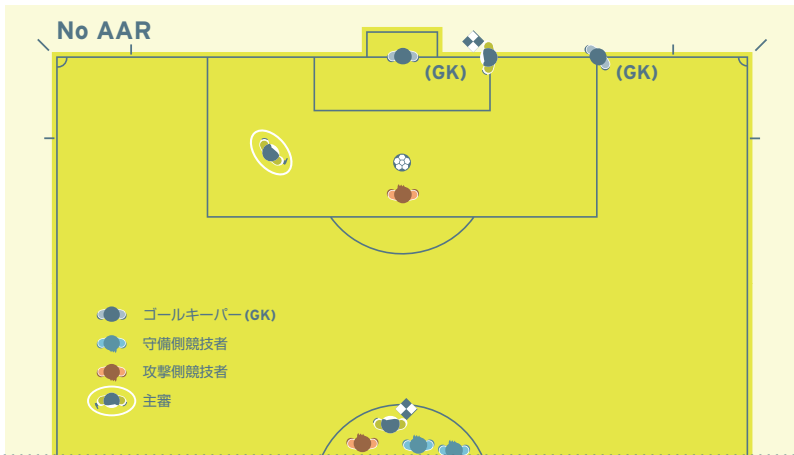 No AAR
(GK)
(GK)
ゴールキーパー(GK)
守備側競技者
攻撃側競技者
主審